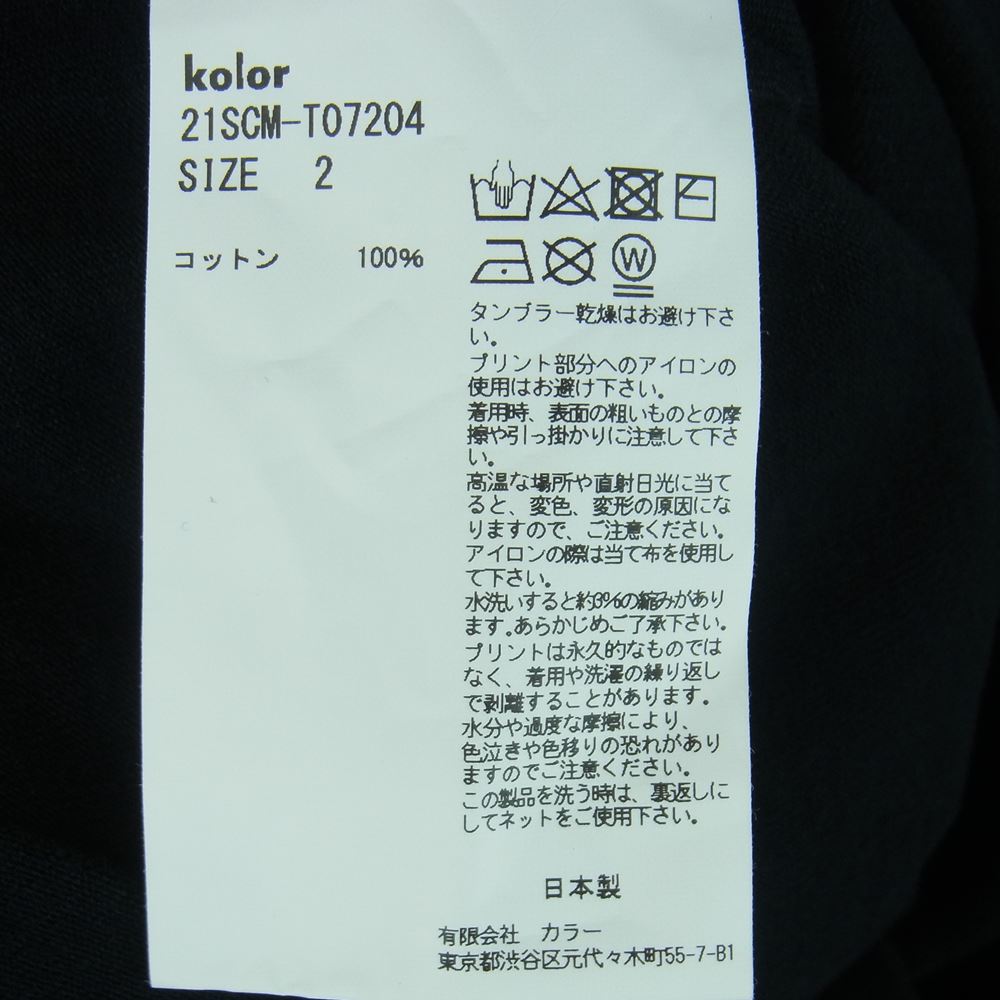 kolor
21SCM-T07204
SIZE 2
コットン 100%
W
タンブラー乾燥はお避け下さ
い。
プリント部分へのアイロンの
使用はお避け下さい。
着用時、表面の粗いものとの摩
擦や引っ掛かりに注意して下さ
い。
高温な場所や直射日光に当て
ると、変色、変形の原因にな
りますので、ご注意ください。
アイロンの際は当て布を使用し
て下さい。
水洗いすると約3%の縮みがあり
ます。あらかじめご了承下さい。
プリントは永久的なものでは
なく、着用や洗濯の繰り返し
で剥離することがあります。
水分や過度な摩擦により、
色泣きや色移りの恐れがあり
ますのでご注意ください。
この製品を洗う時は、裏返しに
してネットをご使用下さい。
日本製
有限会社 カラー
東京都渋谷区元代々木町55-7-B1